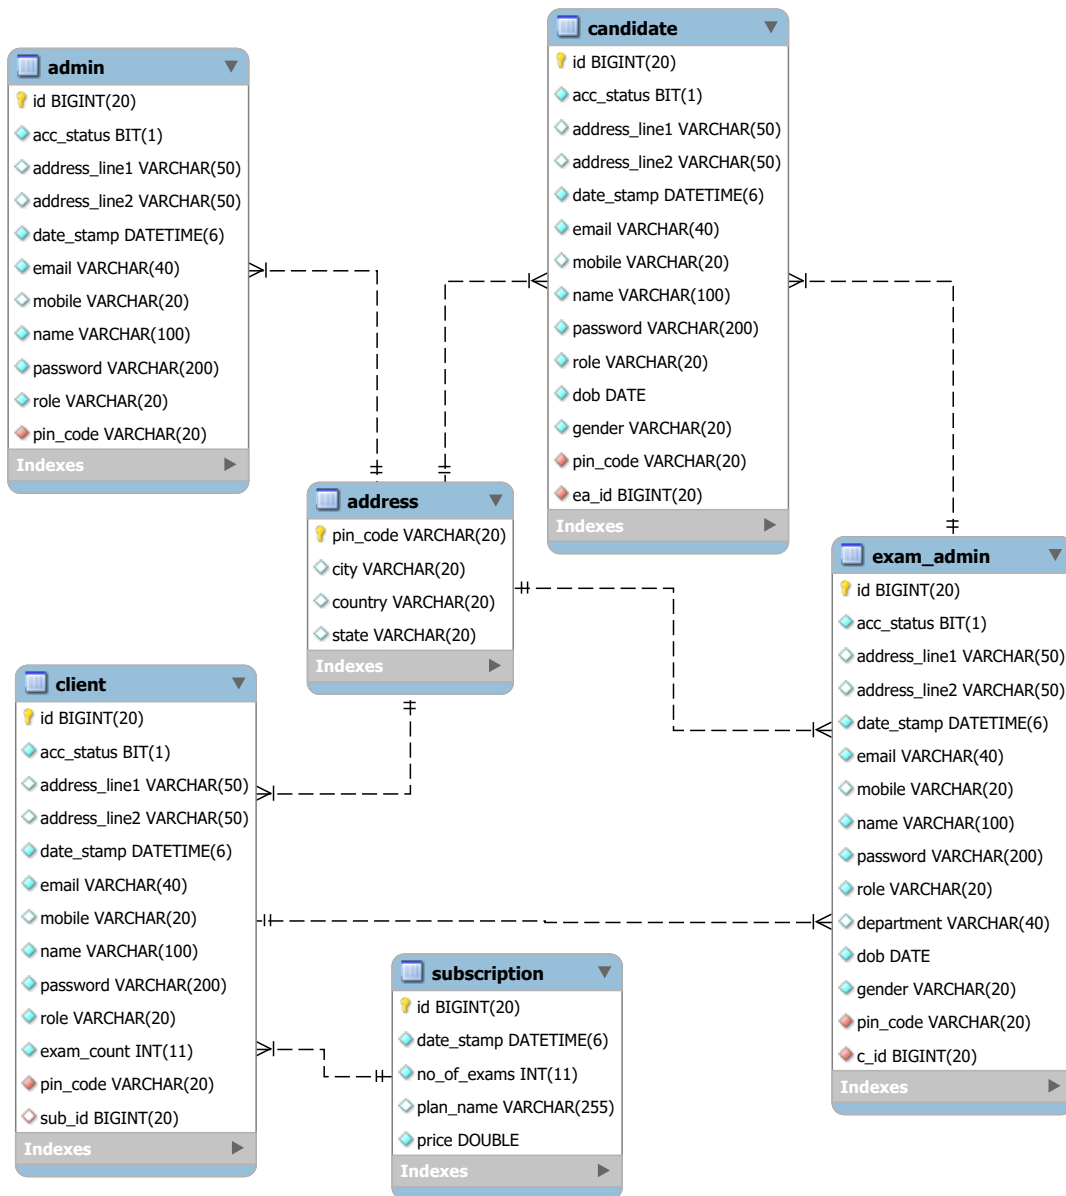 admin
id BIGINT(20)
acc_status BIT(1)
address_line1 VARCHAR(50)
address_line2 VARCHAR(50)
date_stamp DATETIME(6)
email VARCHAR(40)
mobile VARCHAR(20)
name VARCHAR(100)
password VARCHAR(200)
role VARCHAR(20)
pin_code VARCHAR(20)
Indexes
candidate
id BIGINT(20)
acc_status BIT(1)
address_line1 VARCHAR(50)
address_line2 VARCHAR(50)
date_stamp DATETIME(6)
email VARCHAR(40)
mobile VARCHAR(20)
name VARCHAR(100)
password VARCHAR(200)
role VARCHAR(20)
dob DATE
gender VARCHAR(20)
pin_code VARCHAR(20)
ea_id BIGINT(20)
Indexes
address
pin_code VARCHAR(20)
city VARCHAR(20)
country VARCHAR(20)
state VARCHAR(20)
Indexes
exam_admin
id BIGINT(20)
acc_status BIT(1)
address_line1 VARCHAR(50)
address_line2 VARCHAR(50)
date_stamp DATETIME(6)
email VARCHAR(40)
mobile VARCHAR(20)
name VARCHAR(100)
password VARCHAR(200)
role VARCHAR(20)
department VARCHAR(40)
dob DATE
gender VARCHAR(20)
pin_code VARCHAR(20)
c_id BIGINT(20)
Indexes
client
id BIGINT(20)
acc_status BIT(1)
address_line1 VARCHAR(50)
address_line2 VARCHAR(50)
date_stamp DATETIME(6)
email VARCHAR(40)
mobile VARCHAR(20)
name VARCHAR(100)
password VARCHAR(200)
role VARCHAR(20)
exam_count INT(11)
pin_code VARCHAR(20)
sub_id BIGINT(20)
Indexes
subscription
id BIGINT(20)
date_stamp DATETIME(6)
no_of_exams INT(11)
plan_name VARCHAR(255)
price DOUBLE
Indexes